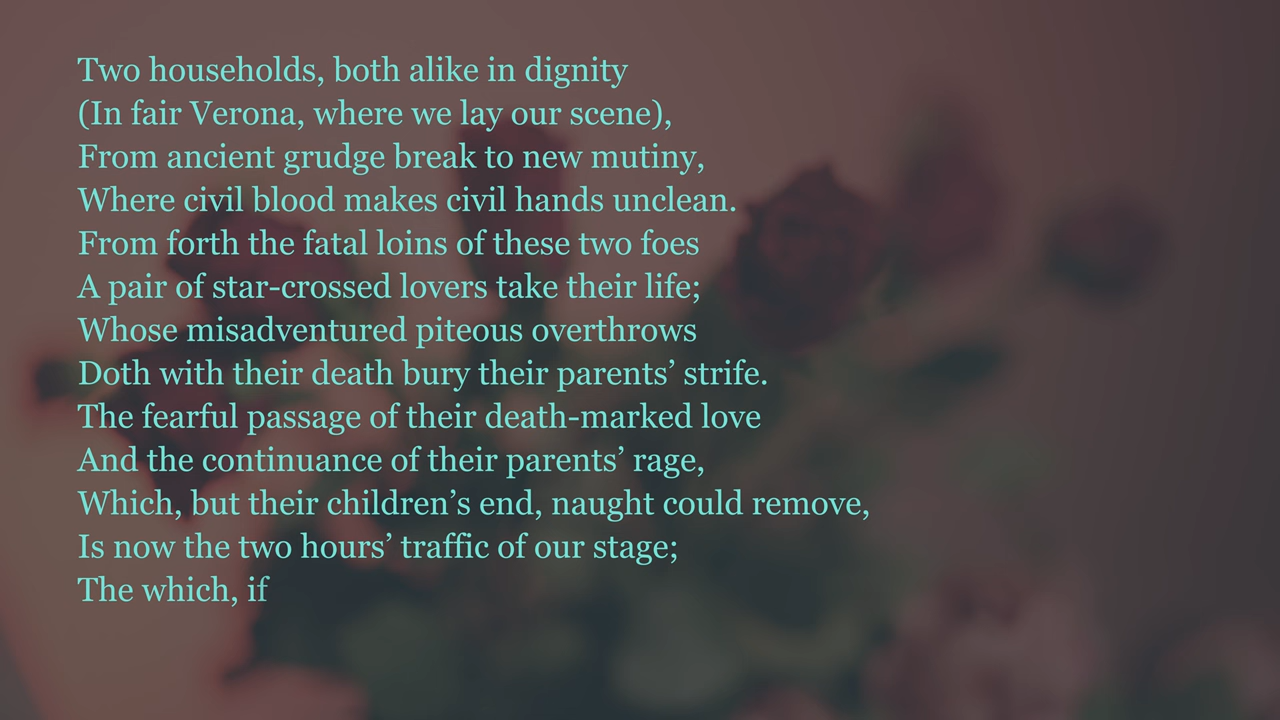 Two households, both alike in dignity
(In fair Verona, where we lay our scene),
From ancient grudge break to new mutiny,
Where civil blood makes civil hands unclean.
From forth the fatal loins of these two foes
A pair of star-crossed lovers take their life;
Whose misadventured piteous overthrows
Doth with their death bury their parents’ strife.
The fearful passage of their death-marked love
And the continuance of their parents’ rage,
Which, but their children’s end, naught could remove,
Is now the two hours’ traffic of our stage;
The which, if